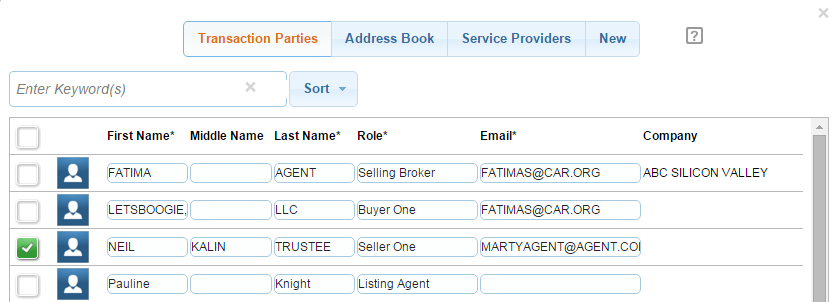 Transaction Parties Address Book Service Providers New ?
Enter Keyword(s) Sort
First Name* Middle Name Last Name* Role* Email* Company
FATIMA AGENT Selling Broker FATIMAS@CAR.ORG ABC SILICON VALLEY
LETSBOOGIE, LLC Buyer One FATIMAS@CAR.ORG
NEIL KALIN TRUSTEE Seller One MARTYAGENT@AGENT.CO
Pauline Knight Listing Agent